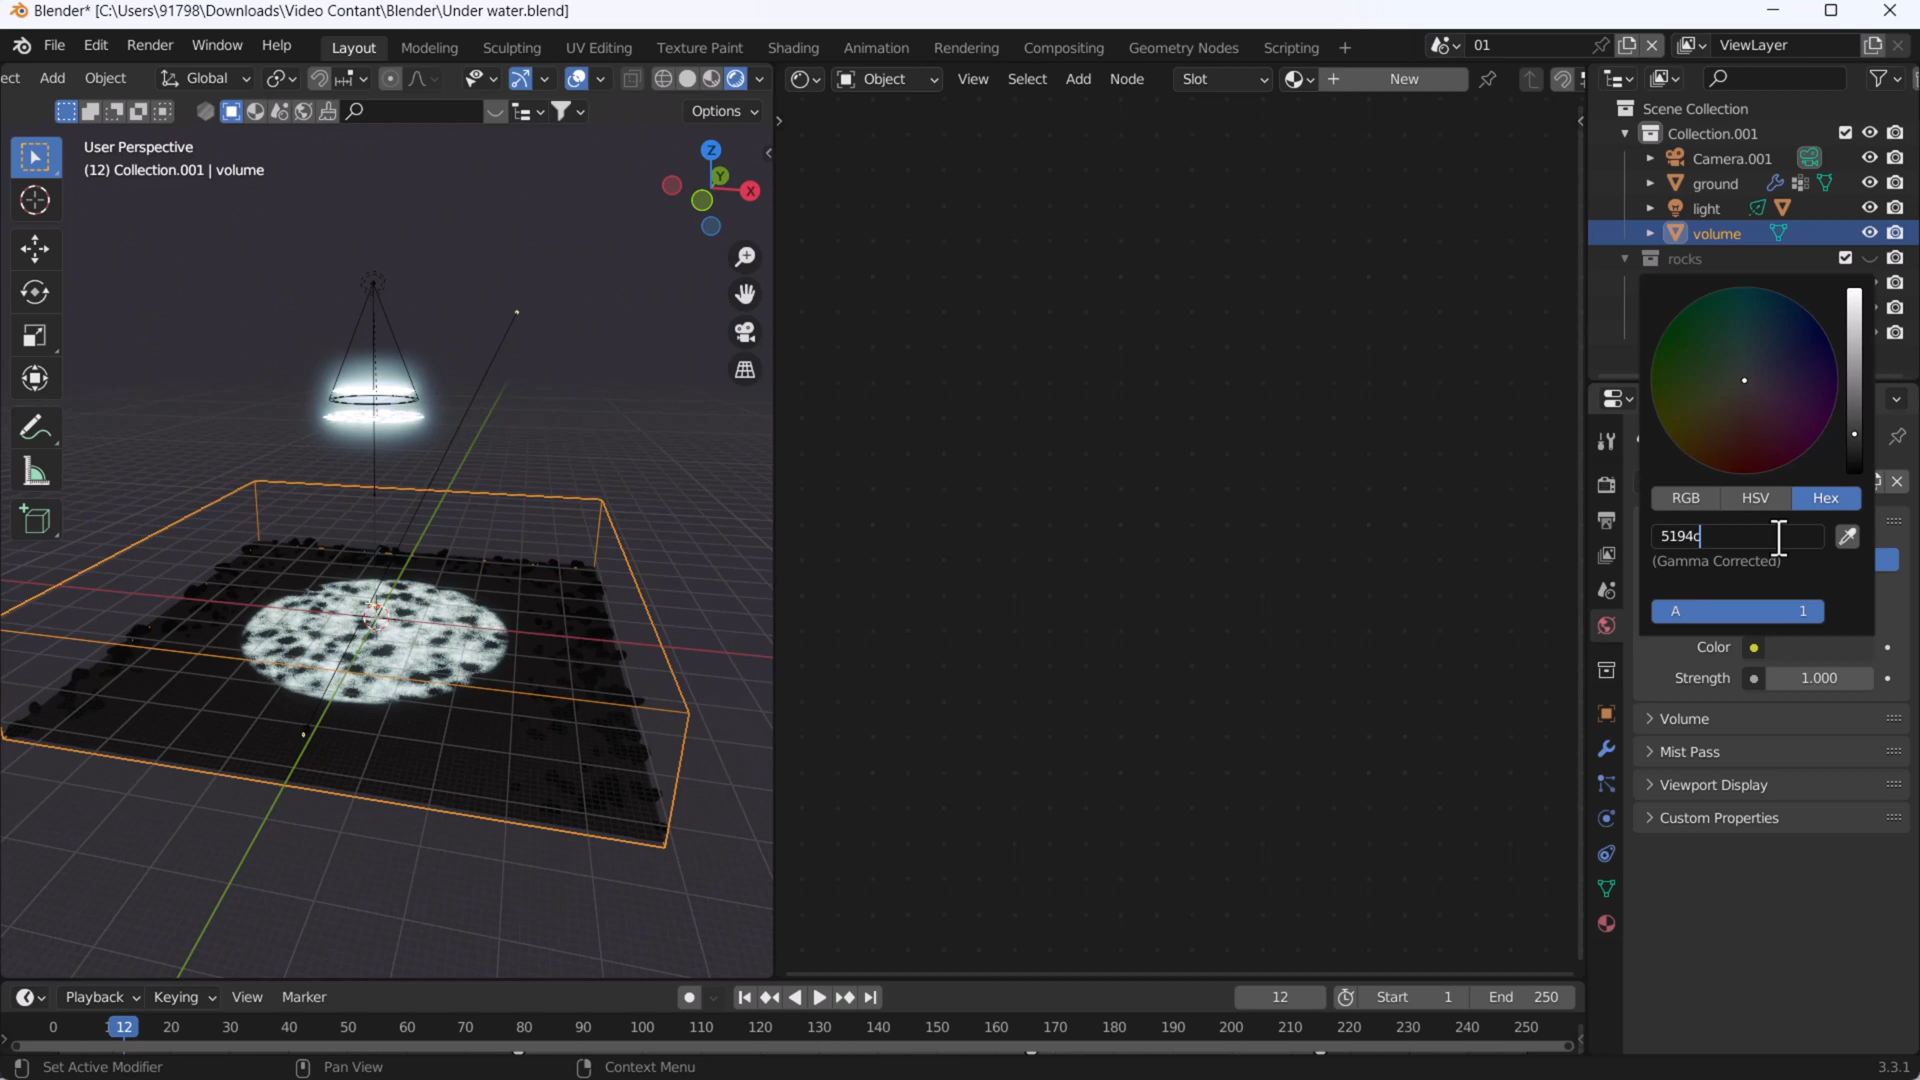 Blender* [C:\Users\91798\Downloads\Video Contant\Blender\Under water.blend]
File Edit Render Window Help Layout Modeling Sculpting UV Editing Texture Paint Shading Animation Rendering Compositing Geometry Nodes Scripting + 01 ViewLayer
ect Add Object Global Object View Select Add Node Slot New
Options
User Perspective
(12) Collection.001 | volume
Z
Y
X
Scene Collection
Collection.001
Camera.001
ground
light
volume
rocks
RGB HSV Hex
5194c
(Gamma Corrected)
A 1
Color
Strength 1.000
Volume
Mist Pass
Viewport Display
Custom Properties
Playback Keying View Marker 12 Start 1 End 250
0 12 20 30 40 50 60 70 80 90 100 110 120 130 140 150 160 170 180 190 200 210 220 230 240 250
Set Active Modifier Pan View Context Menu 3.3.1